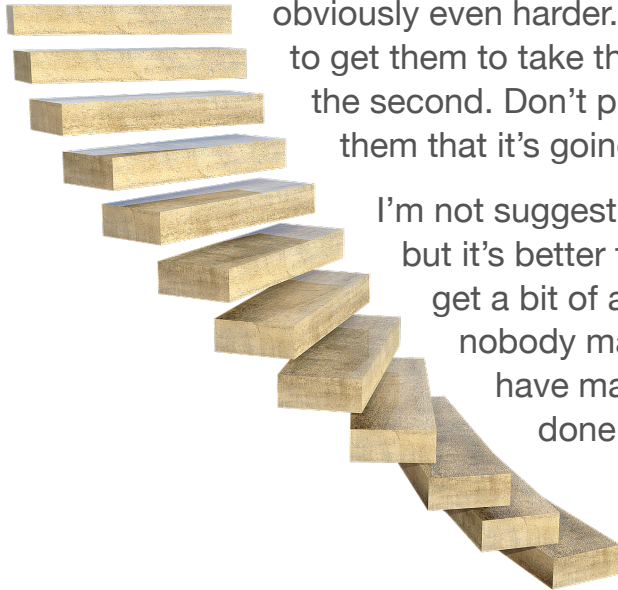 obviously even harder.
to get them to take th
the second. Don’t p
them that it’s going
I’m not suggest
but it’s better t
get a bit of a
nobody ma
have ma
done